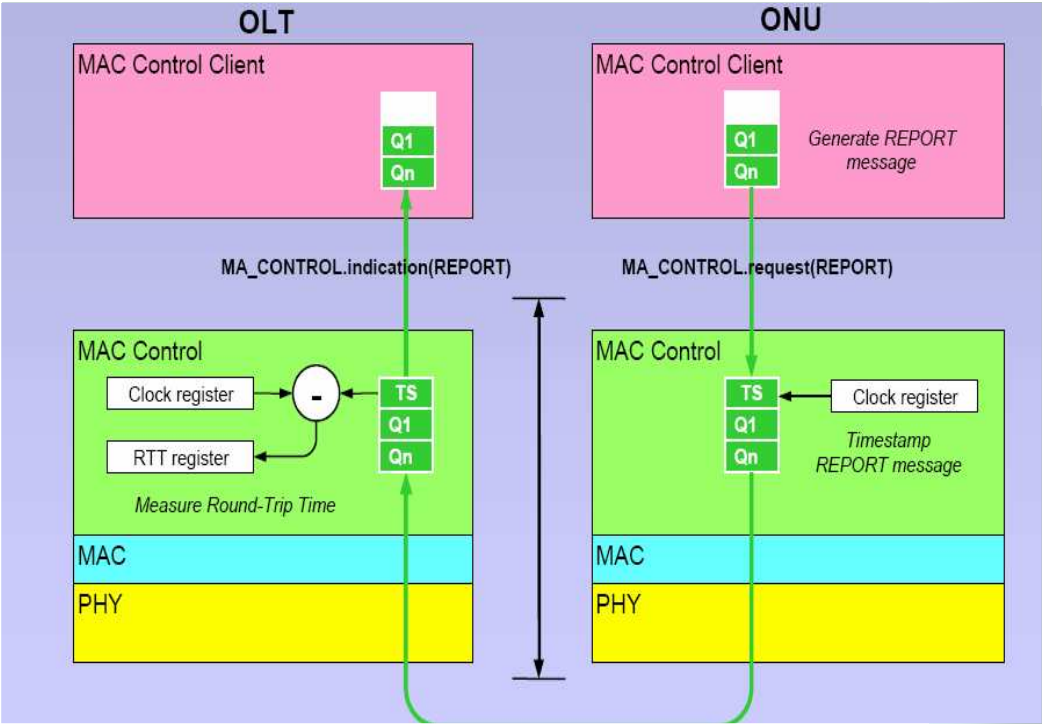 OLT
MAC Control Client
Q1
Qn
MA_CONTROL.indication(REPORT)
MAC Control
Clock register
-
TS
Q1
Qn
RTT register
Measure Round-Trip Time
MAC
PHY
ONU
MAC Control Client
Q1
Qn
Generate REPORT
message
MA_CONTROL.request(REPORT)
MAC Control
TS
Q1
Qn
Clock register
Timestamp
REPORT message
MAC
PHY